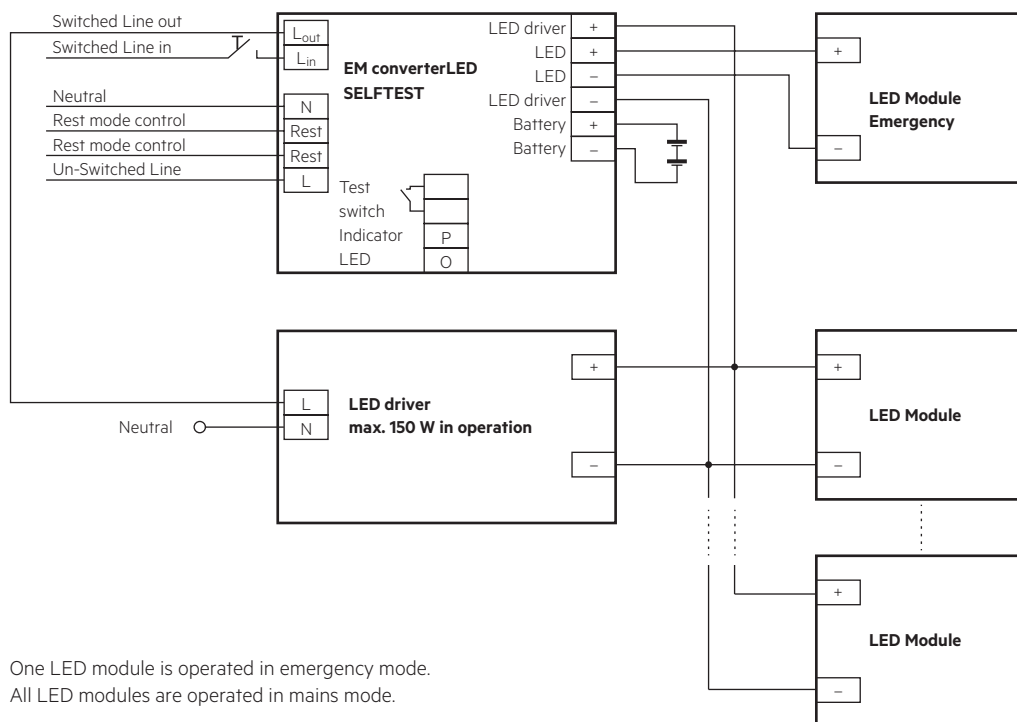 Switched Line out
Switched Line in
Neutral
Rest mode control
Rest mode control
Un-Switched Line
Lout
Lin
N
Rest
Rest
L
EM converterLED
SELFTEST
Test
switch
Indicator
LED
P
O
LED driver +
LED +
LED –
LED driver –
Battery +
Battery –
+
–
LED Module
Emergency
Neutral
L
N
LED driver
max. 150 W in operation
+
–
+
–
LED Module
+
–
LED Module
One LED module is operated in emergency mode.
All LED modules are operated in mains mode.